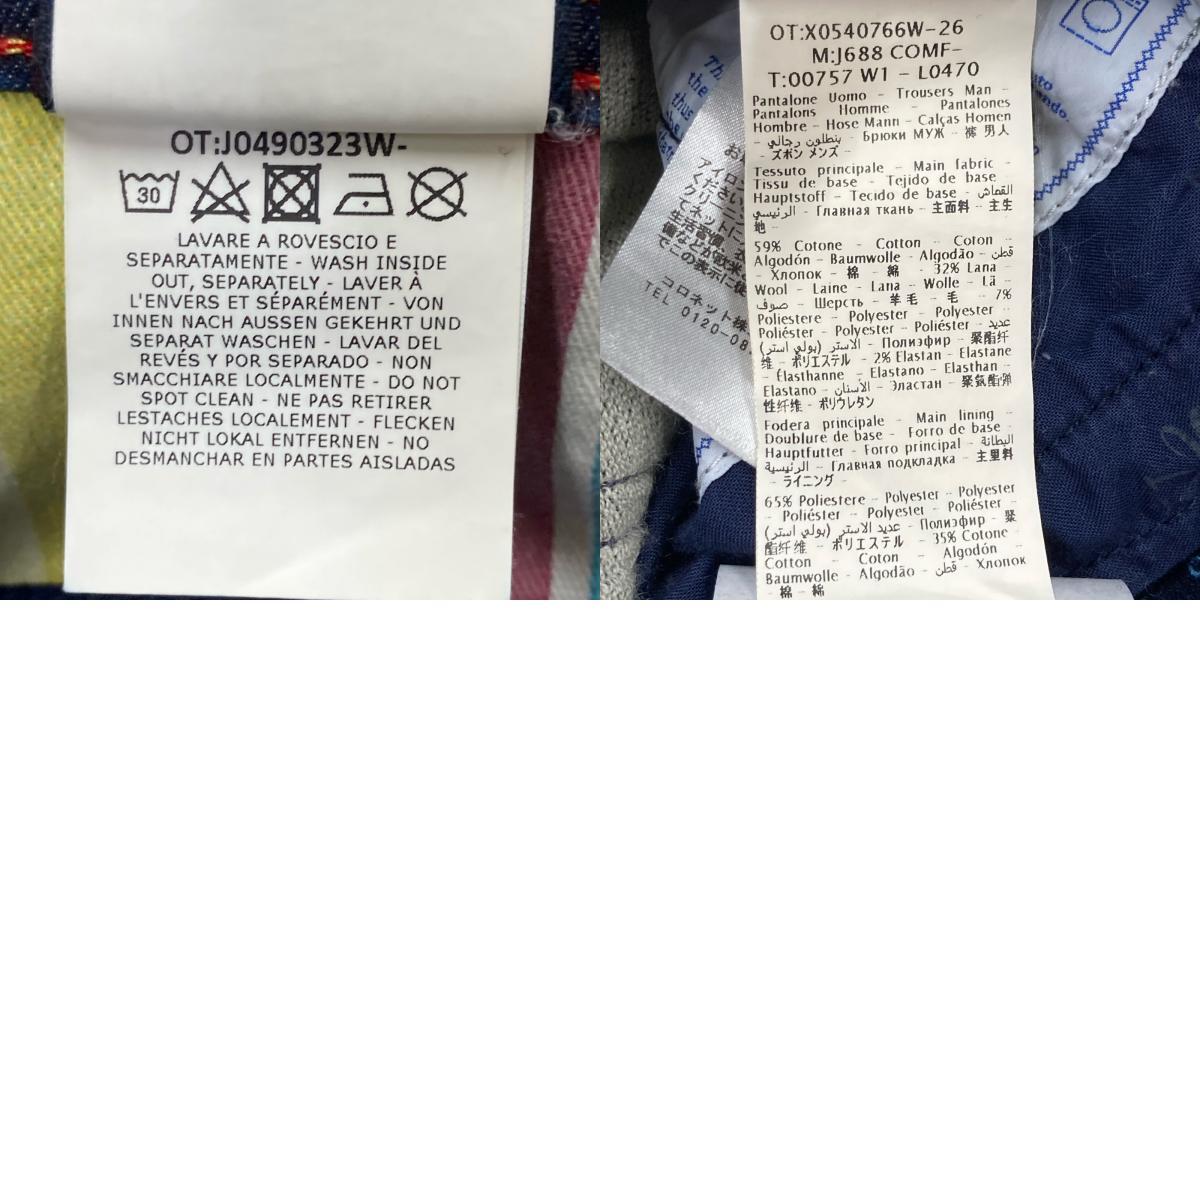 OT:J0490323W-
30
LAVARE A ROVESCIO E
SEPARATAMENTE - WASH INSIDE
OUT, SEPARATELY - LAVER À
L'ENVERS ET SÉPARÉMENT - VON
INNEN NACH AUSSEN GEKEHRT UND
SEPARAT WASCHEN - LAVAR DEL
REVÉS Y POR SEPARADO - NON
SMACCHIARE LOCALMENTE - DO NOT
SPOT CLEAN - NE PAS RETIRER
LESTACHES LOCALEMENT - FLECKEN
NICHT LOKAL ENTFERNEN - NO
DESMANCHAR EN PARTES AISLADAS
OT:X0540766W-26
M:J688 COMF-
T:00757 W1 - L0470
Pantalone Uomo - Trousers Man -
Pantalons Homme - Pantalones
Hombre - Hose Mann - Calças Homen
- بنطلون رجالي - Брюки МУЖ - 裤 男人
- ズボン メンズ -
Tessuto principale - Main fabric -
Tissu de base - Tejido de base -
Hauptstoff - Tecido de base - القماش
الرئيسي - Главная ткань - 主面料 - 主生
地 -
59% Cotone - Cotton - Coton -
Algodón - Baumwolle - Algodão - قطن
- Хлопок - 棉 - 綿 - 32% Lana -
Wool - Laine - Lana - Wolle - Lã -
صوف - Шерсть - 羊毛 - 毛 - 7%
Poliestere - Polyester - Polyester -
Poliéster - Polyester - Poliéster - عديد
الاستر (بولي استر) - Полиэфир - 聚酯纤
维 - ポリエステル - 2% Elastan - Elastane
- Élasthanne - Elastano - Elasthan -
Elastano - الاستان - Эластан - 聚氨酯弹
性纤维 - ポリウレタン
Fodera principale - Main lining -
Doublure de base - Forro de base -
Hauptfutter - Forro principal - البطانة
الرئيسية - Главная подкладка - 主里料
- ライニング -
65% Poliestere - Polyester - Polyester
- Poliéster - Polyester - Poliéster -
عديد الاستر (بولي استر) - Полиэфир - 聚
酯纤维 - ポリエステル - 35% Cotone -
Cotton - Coton - Algodón -
Baumwolle - Algodão - قطن - Хлопок
- 棉 - 綿
コロネット株
TEL 0120-08